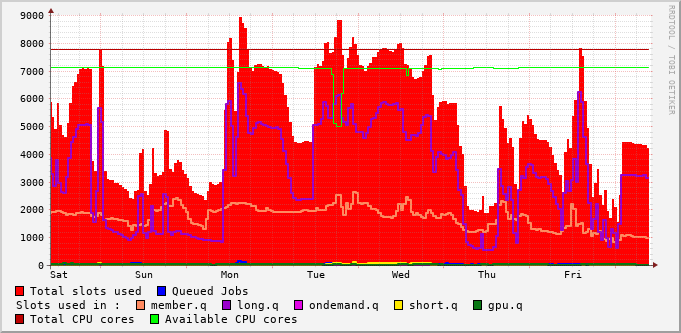 9000
8000
7000
6000
5000
4000
3000
2000
1000
0
Sat Sun Mon Tue Wed Thu Fri
Total slots used Queued Jobs
Slots used in : member.q long.q ondemand.q short.q gpu.q
Total CPU cores Available CPU cores
RRDTOOL / TOBI OETIKER